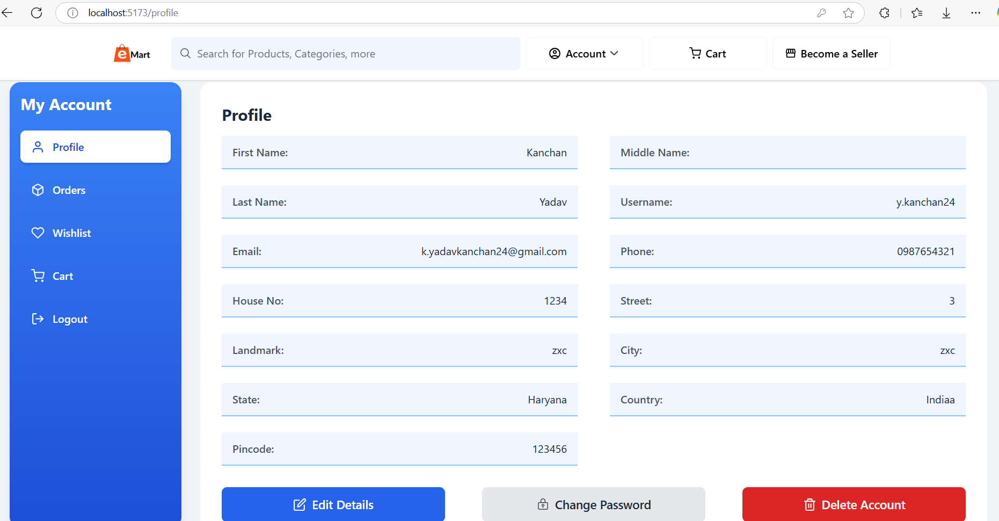 localhost:5173/profile
eMart
Search for Products, Categories, more
Account
Cart
Become a Seller
My Account
Profile
Orders
Wishlist
Cart
Logout
Profile
First Name: Kanchan
Middle Name:
Last Name: Yadav
Username: y.kanchan24
Email: k.yadavkanchan24@gmail.com
Phone: 0987654321
House No: 1234
Street: 3
Landmark: zxc
City: zxc
State: Haryana
Country: Indiaa
Pincode: 123456
Edit Details
Change Password
Delete Account